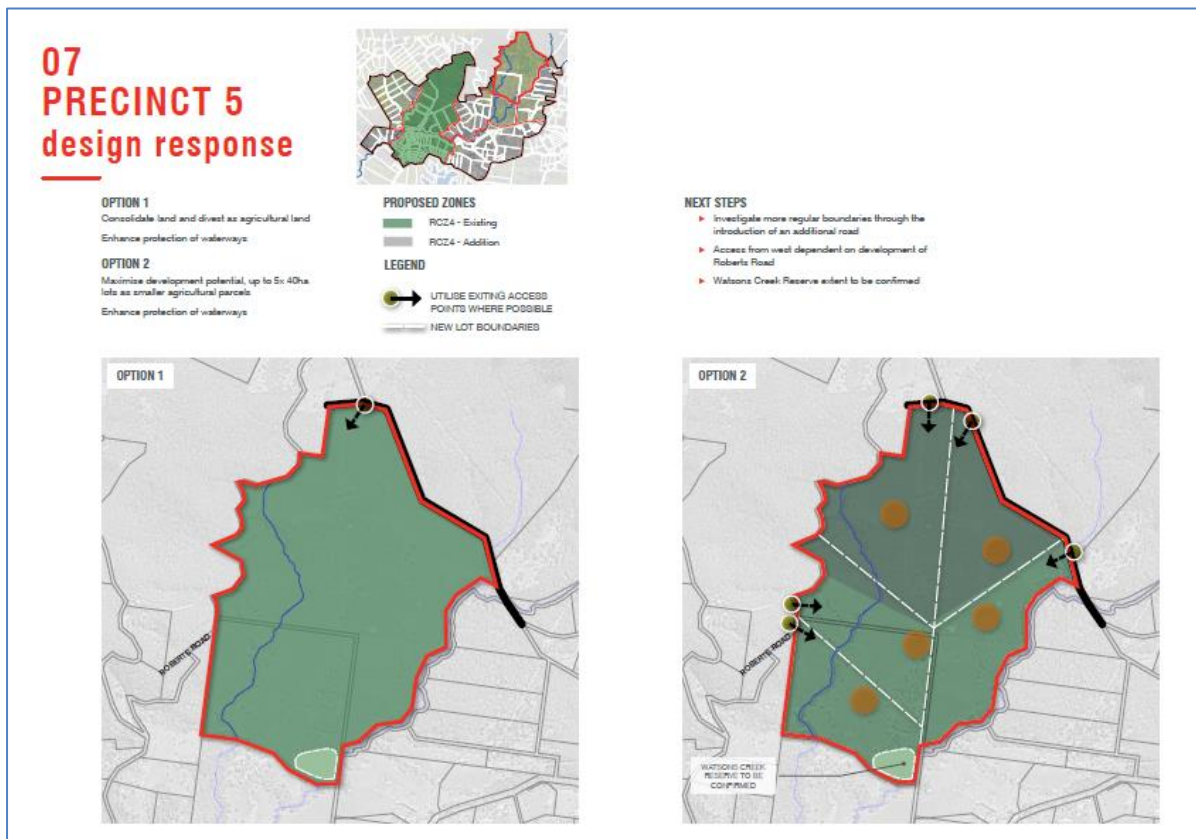 07
PRECINCT 5
design response
OPTION 1
Consolidate land and divest as agricultural land
Enhance protection of waterways
OPTION 2
Maximise development potential, up to 5x 40ha
lots as smaller agricultural parcels
Enhance protection of waterways
PROPOSED ZONES
RCZ4 - Existing
RCZ4 - Addition
LEGEND
UTILISE EXITING ACCESS
POINTS WHERE POSSIBLE
NEW LOT BOUNDARIES
NEXT STEPS
Investigate more regular boundaries through the
introduction of an additional road
Access from west dependent on development of
Roberts Road
Watsons Creek Reserve extent to be confirmed
OPTION 1
ROBERTS ROAD
OPTION 2
ROBERTS ROAD
WATSONS CREEK
RESERVE TO BE
CONFIRMED